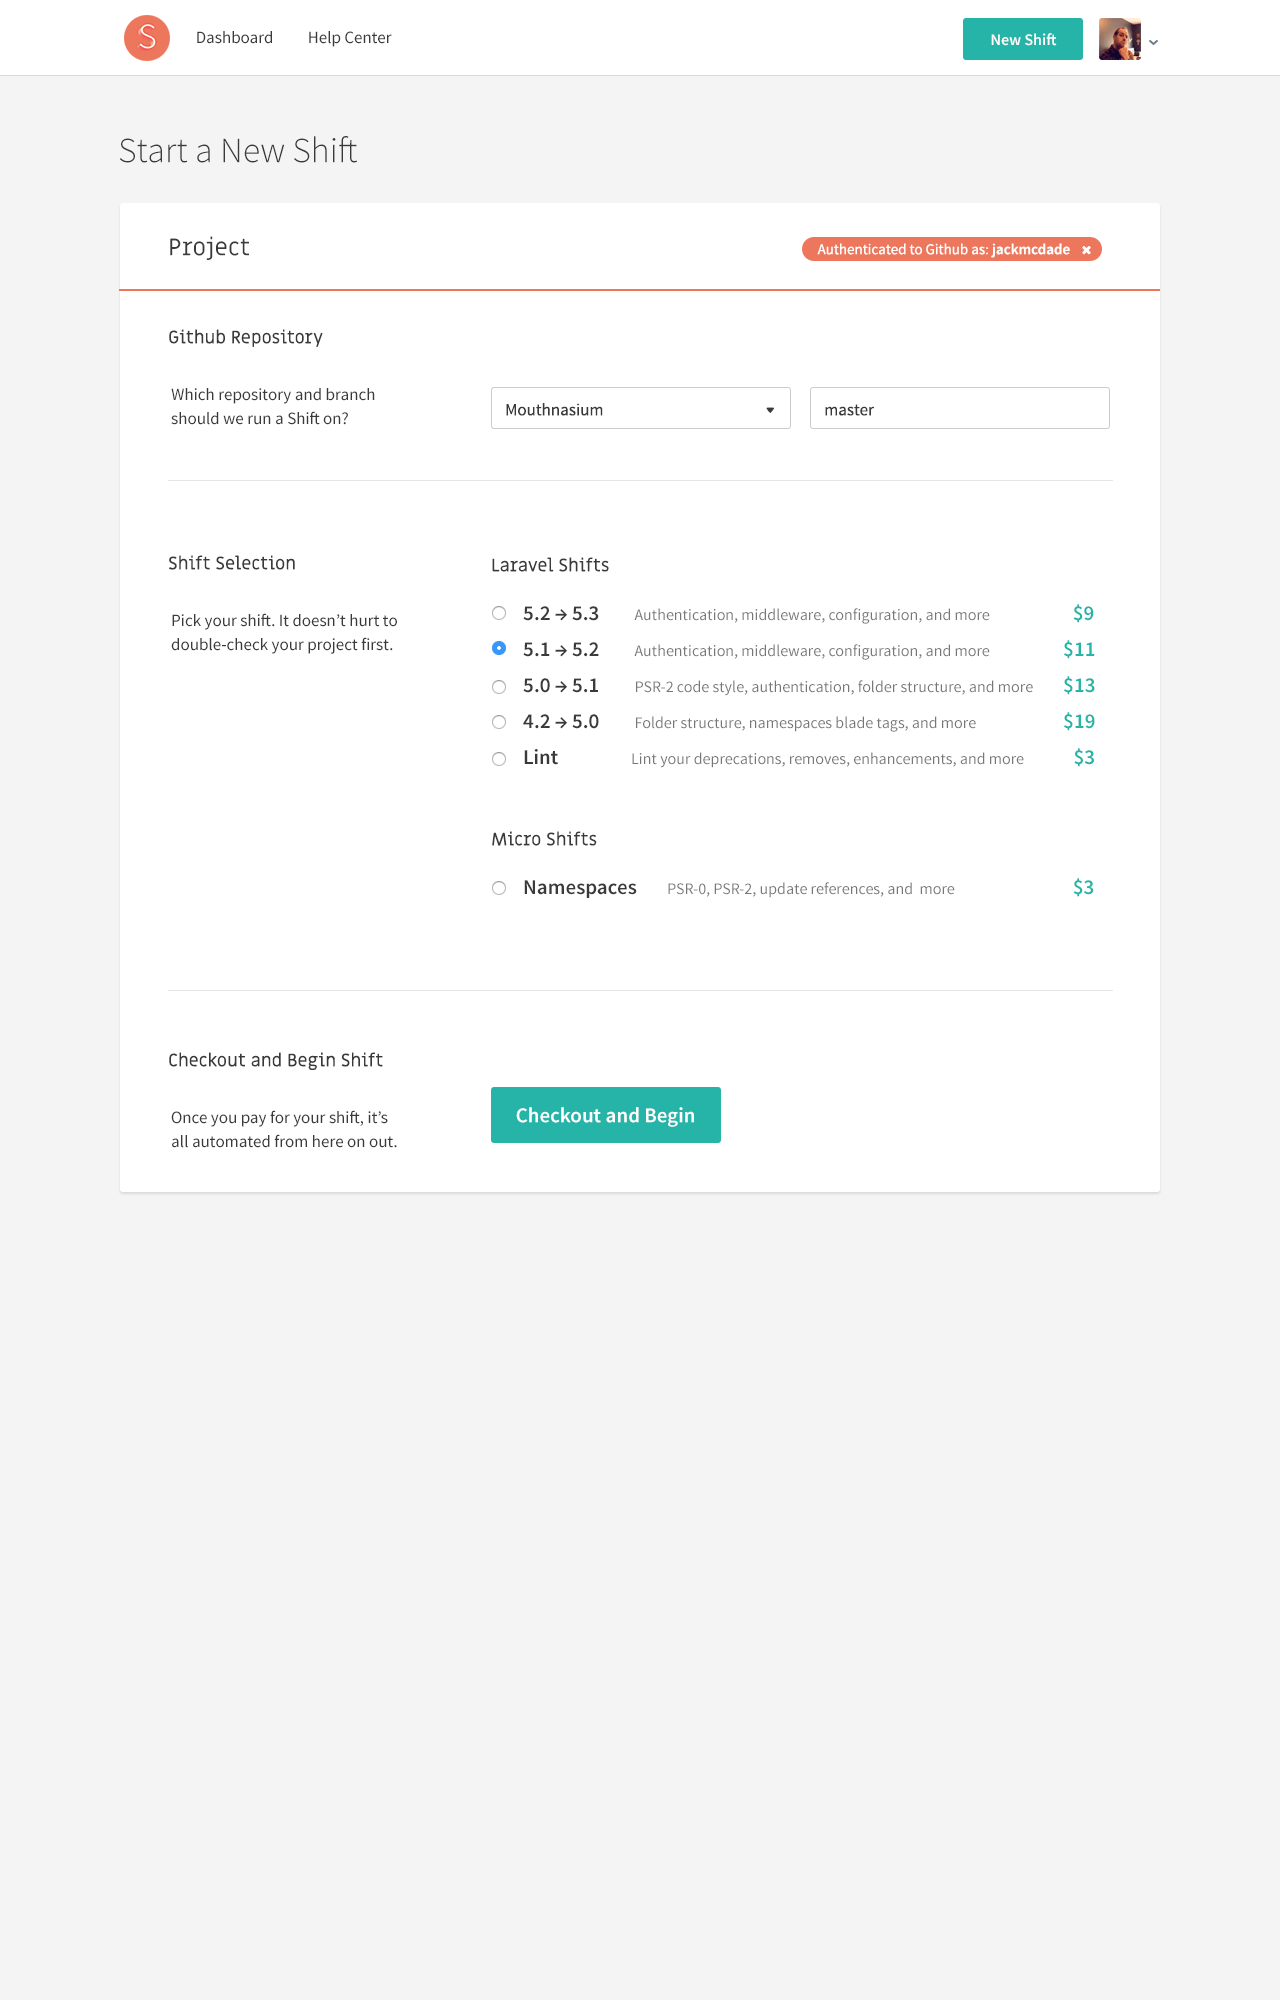 S
Dashboard
Help Center
New Shift
Start a New Shift
Project
Authenticated to Github as: jackmcdade ✖
Github Repository
Which repository and branch
should we run a Shift on?
Mouthnasium
master
Shift Selection
Pick your shift. It doesn’t hurt to
double-check your project first.
Laravel Shifts
5.2 → 5.3 Authentication, middleware, configuration, and more $9
5.1 → 5.2 Authentication, middleware, configuration, and more $11
5.0 → 5.1 PSR-2 code style, authentication, folder structure, and more $13
4.2 → 5.0 Folder structure, namespaces blade tags, and more $19
Lint Lint your deprecations, removes, enhancements, and more $3
Micro Shifts
Namespaces PSR-0, PSR-2, update references, and  more $3
Checkout and Begin Shift
Once you pay for your shift, it’s
all automated from here on out.
Checkout and Begin